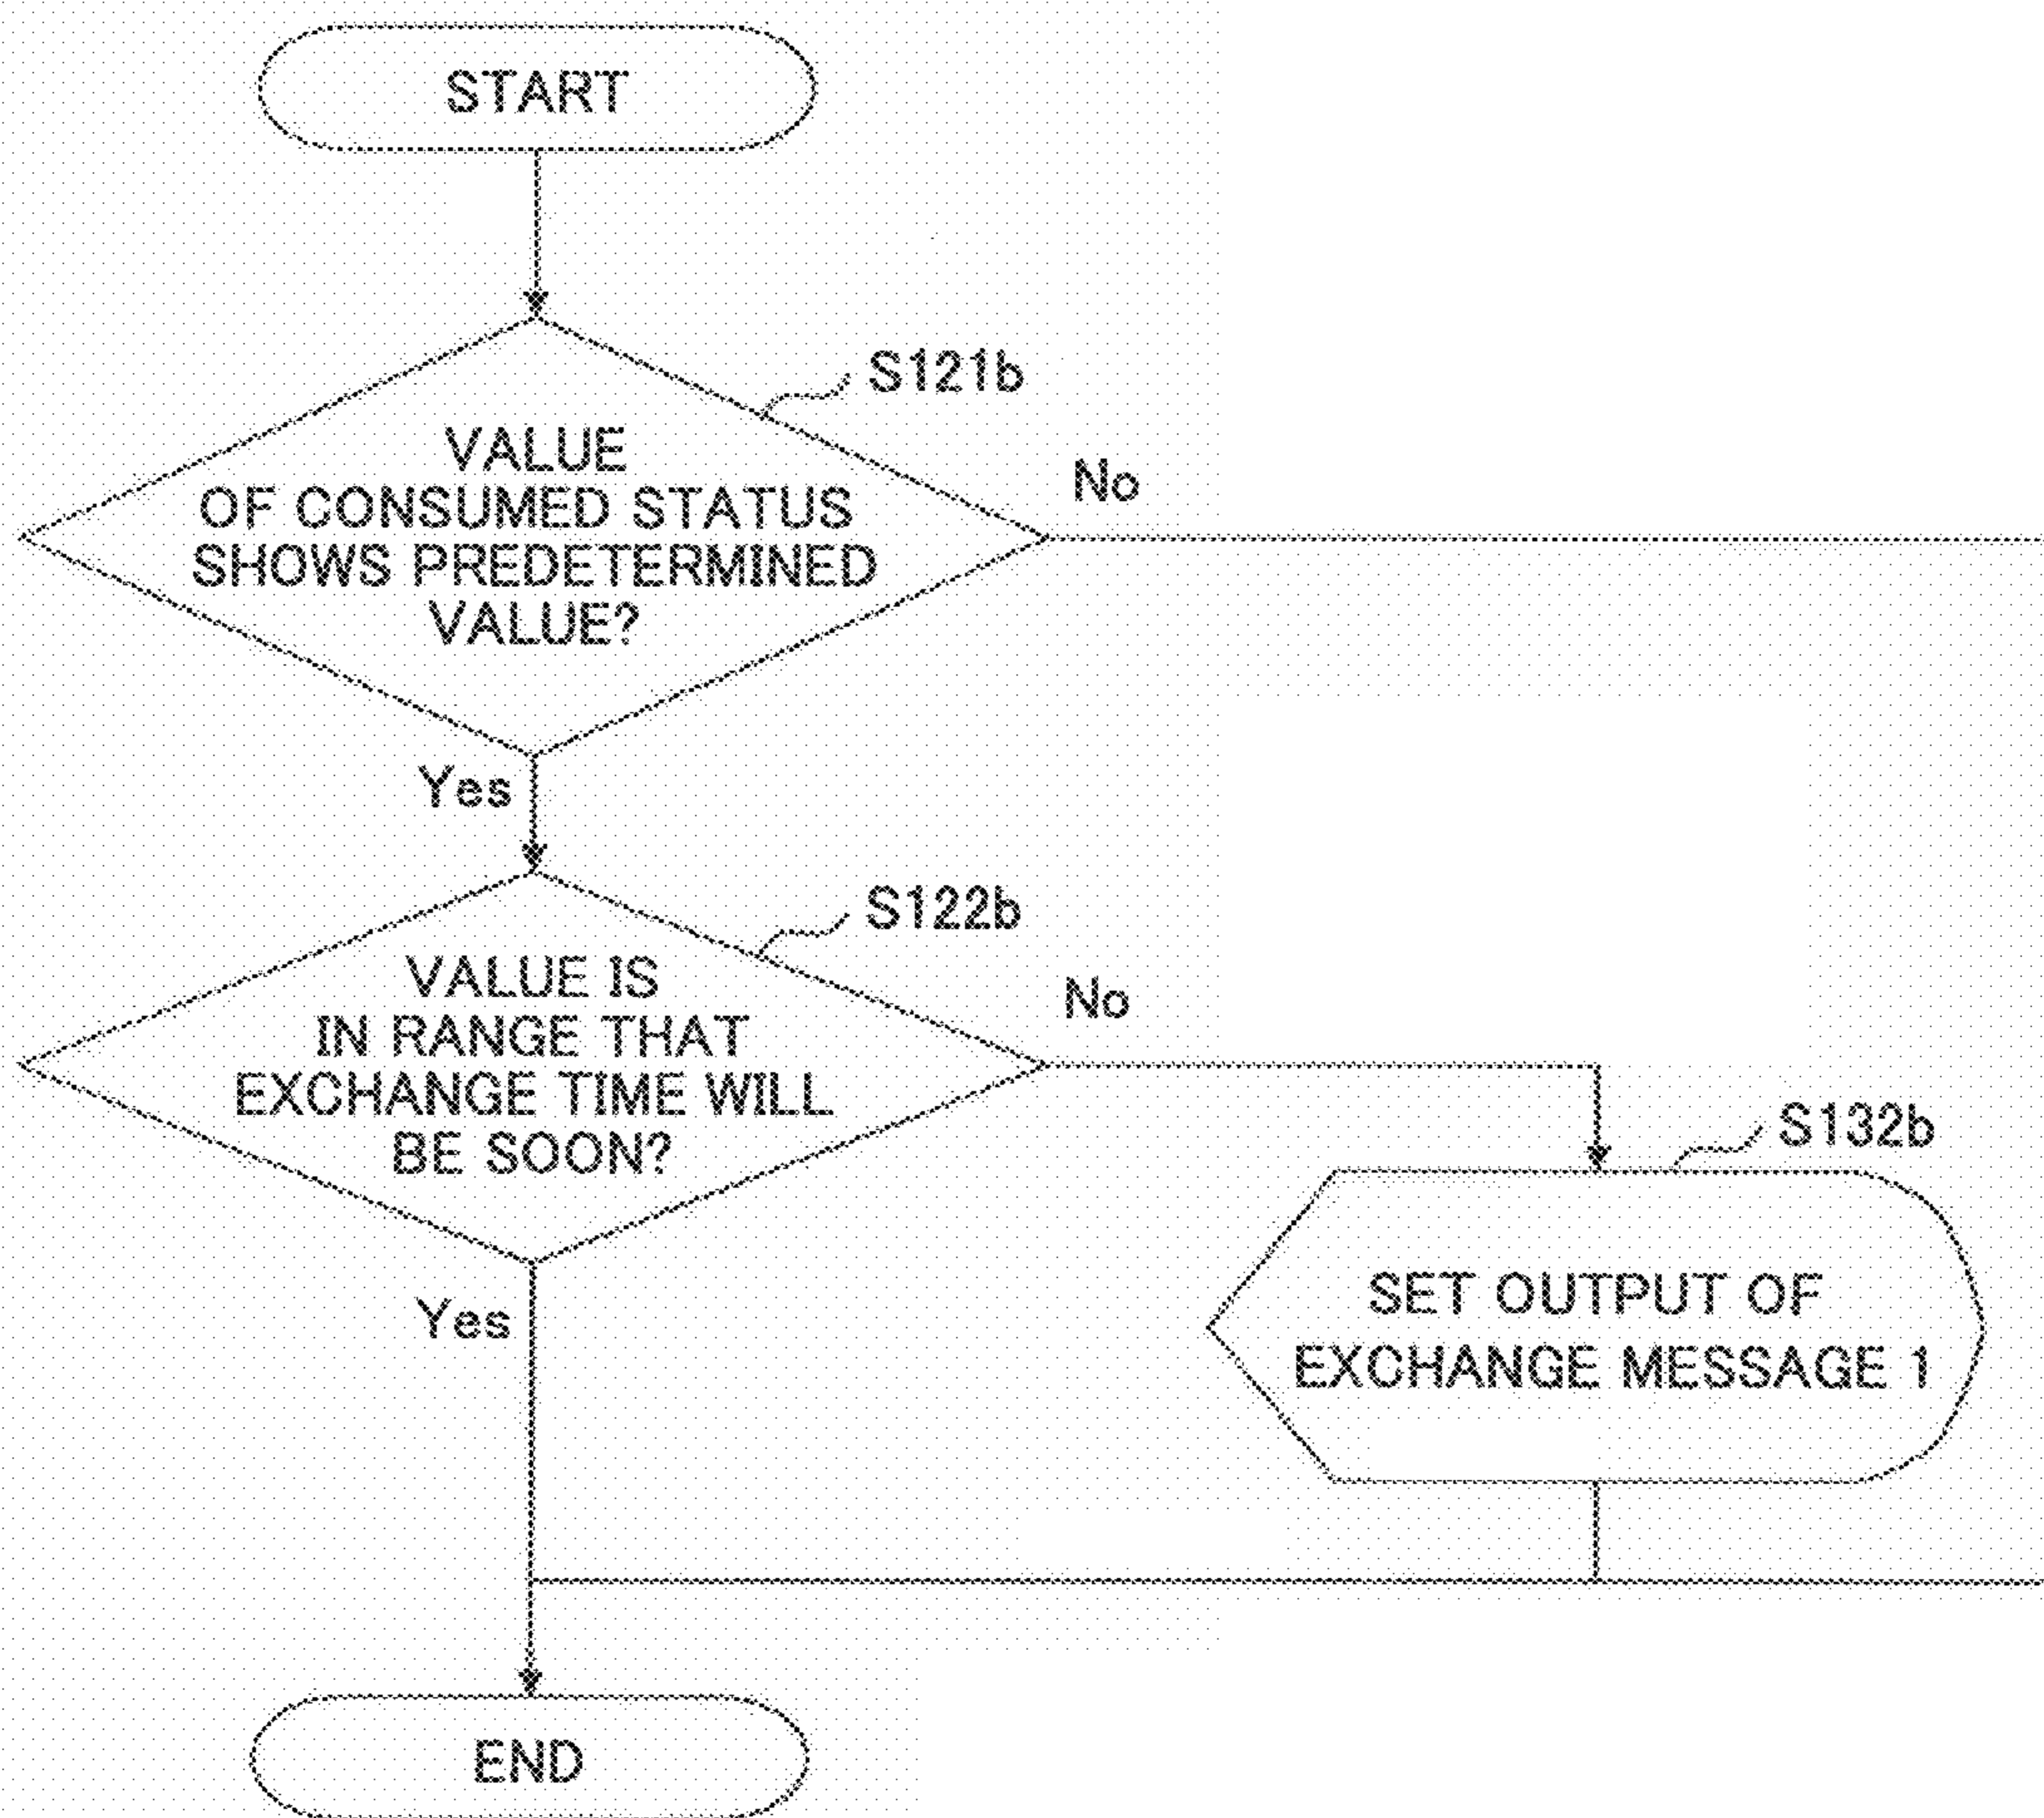 START
S121b
VALUE
OF CONSUMED STATUS
SHOWS PREDETERMINED
VALUE?
No
Yes
S122b
VALUE IS
IN RANGE THAT
EXCHANGE TIME WILL
BE SOON?
No
Yes
S132b
SET OUTPUT OF
EXCHANGE MESSAGE 1
END